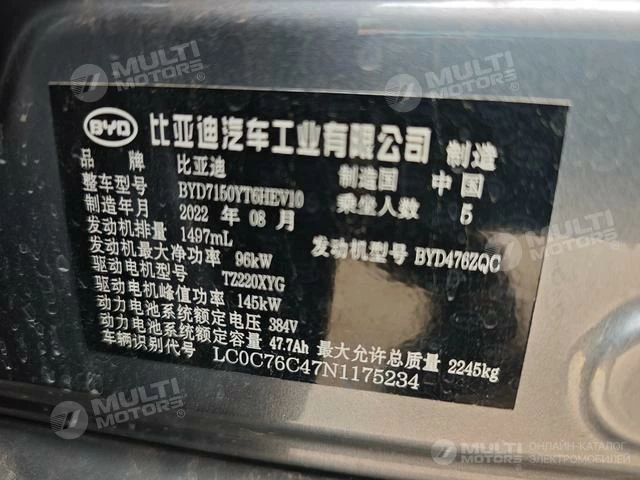 BYD 比亚迪汽车工业有限公司 制造
品牌 比亚迪 制造国 中国
整车型号 BYD7150YT6HEV10 乘坐人数 5
制造年月 2022 年 08 月
发动机排量 1497mL 发动机型号 BYD476ZQC
发动机最大净功率 96kW
驱动电机型号 TZ220XYG
驱动电机峰值功率 145kW
动力电池系统额定电压 384V
动力电池系统额定容量 47.7Ah 最大允许总质量 2245kg
车辆识别代号 LC0C76C47N1175234
MULTI MOTORS
MULTI MOTORS
MULTI MOTORS
MULTI MOTORS
MULTI MOTORS ОНЛАЙН-КАТАЛОГ ЭЛЕКТРОМОБИЛЕЙ